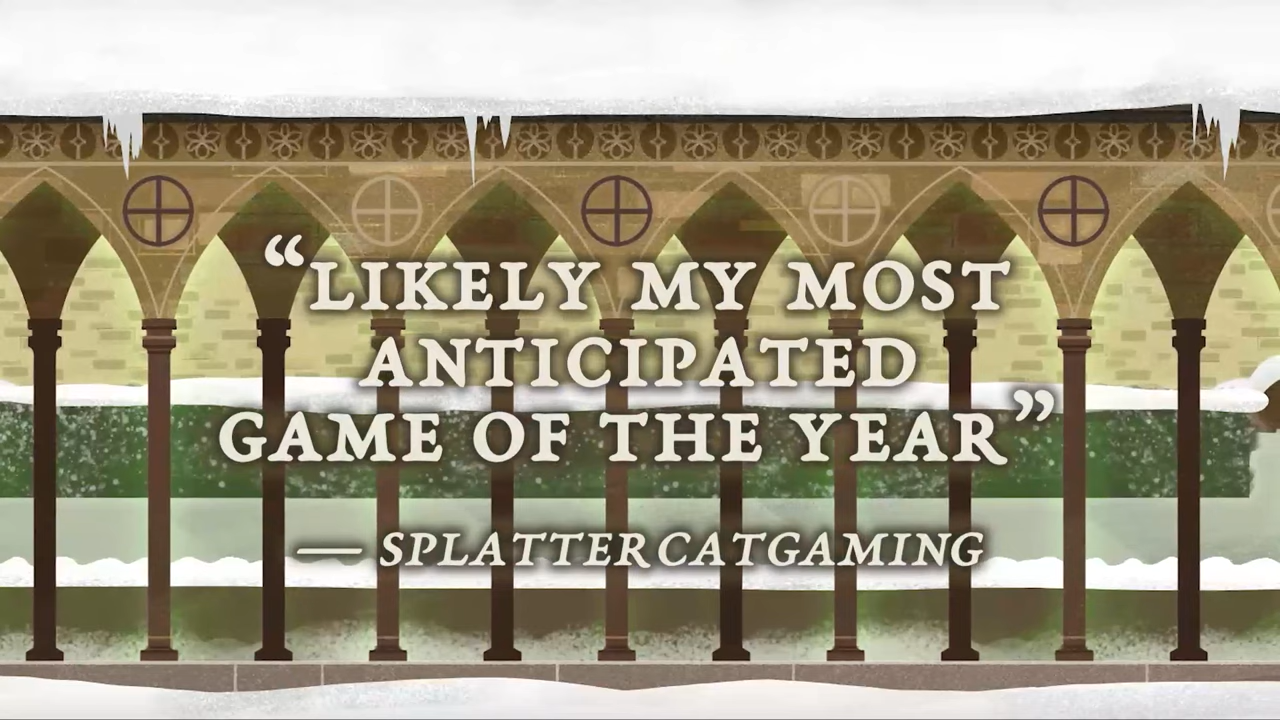 “LIKELY MY MOST
ANTICIPATED
GAME OF THE YEAR”
— SPLATTERCATGAMING